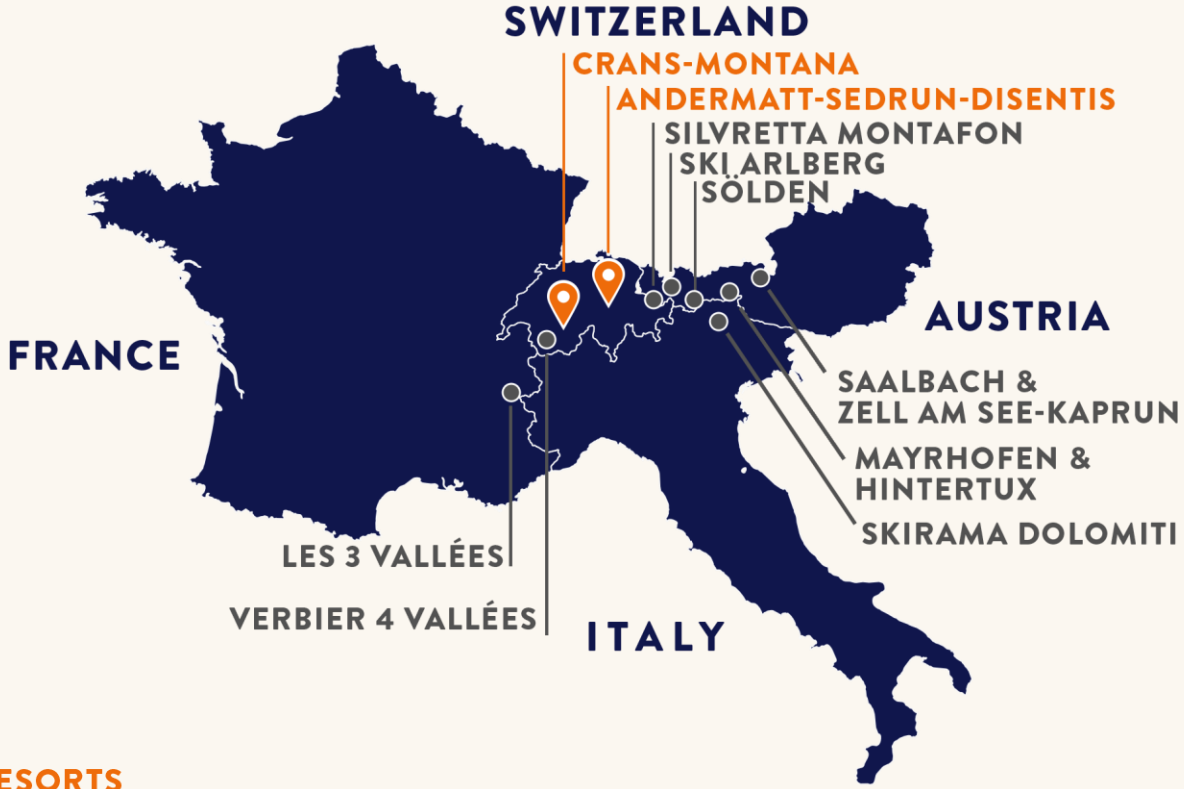 SWITZERLAND
CRANS-MONTANA
ANDERMATT-SEDRUN-DISENTIS
SILVRETTA MONTAFON
SKI ARLBERG
SÖLDEN
AUSTRIA
FRANCE
SAALBACH &
ZELL AM SEE-KAPRUN
MAYRHOFEN &
HINTERTUX
SKIRAMA DOLOMITI
LES 3 VALLÉES
VERBIER 4 VALLÉES
ITALY
ESORTS